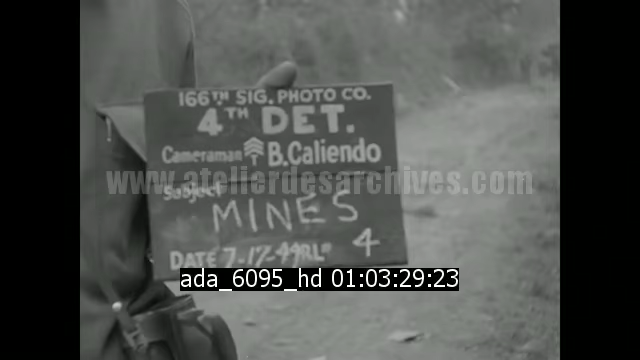 166TH SIG. PHOTO CO.
4TH DET.
Cameraman B.Caliendo
www.atelierdesarchives.com
Subject
MINES
DATE 7-17-44 RL# 4
ada_6095_hd 01:03:29:23